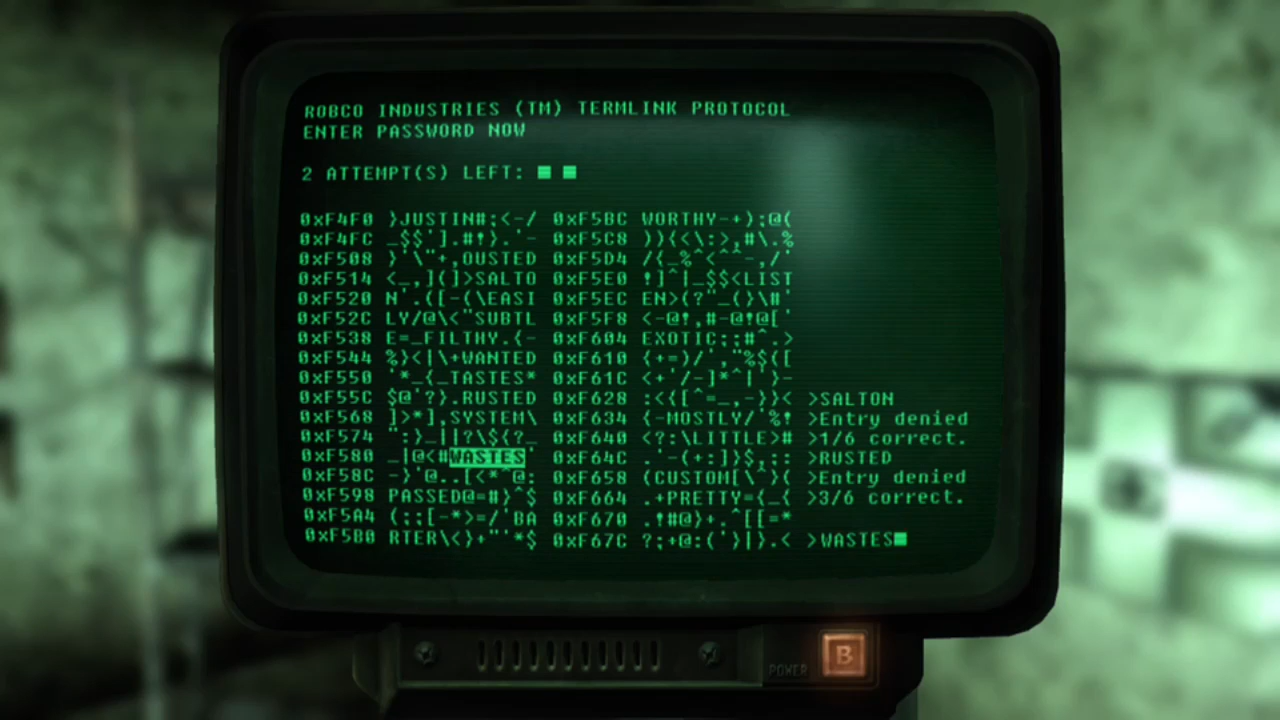 ROBCO INDUSTRIES (TM) TERMLINK PROTOCOL
ENTER PASSWORD NOW
2 ATTEMPT(S) LEFT: ■ ■
0xF4F0 }JUSTIN#;<-/ 0xF5BC WORTHY-+);@(
0xF4FC _$$'].#!}.'- 0xF5C8 )){<\:>,#\.%
0xF508 }'\"+,OUSTED 0xF5D4 /{_%^<^^-,/'
0xF514 <_,](]>SALTO 0xF5E0 !]^|_$$<LIST
0xF520 N'.([-(\EASI 0xF5EC EN>(?"_(}\#'
0xF52C LY/@\<"SUBTL 0xF5F8 <-@!,#-@!@['
0xF538 E=_FILTHY.{- 0xF604 EXOTIC:;#^.>
0xF544 %}<|\+WANTED 0xF610 {+=)/',"%$([
0xF550 '*_{_TASTES* 0xF61C <+'/-]*^|'}-
0xF55C $@'?}.RUSTED 0xF628 :<{[^=_,-}}< >SALTON
0xF568 ]>*],SYSTEM\ 0xF634 {-MOSTLY/'%! >Entry denied
0xF574 ":}_||?\${?_ 0xF640 <?:\LITTLE># >1/6 correct.
0xF580 _|@<#WASTES' 0xF64C .'-(+:]}$,:: >RUSTED
0xF58C -}'@..[<*^@: 0xF658 (CUSTOM[\"}( >Entry denied
0xF598 PASSED@=#}^$ 0xF664 .+PRETTY={_{ >3/6 correct.
0xF5A4 (;:[-*>=/'BA 0xF670 .!#@}+.^[[=*
0xF5B0 RTER\<}+"'*$ 0xF67C ?;+@:('}|}.< >WASTES■
POWER
B